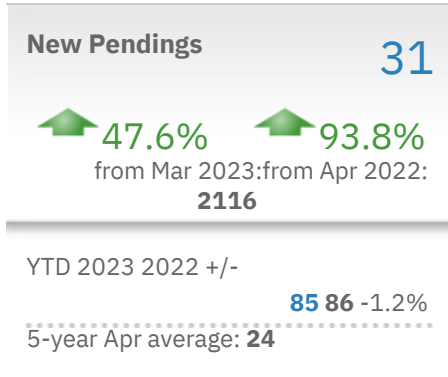 New Pendings
31
47.6% 93.8%
from Mar 2023:from Apr 2022:
2116
YTD 2023 2022 +/-
85 86 -1.2%
5-year Apr average: 24